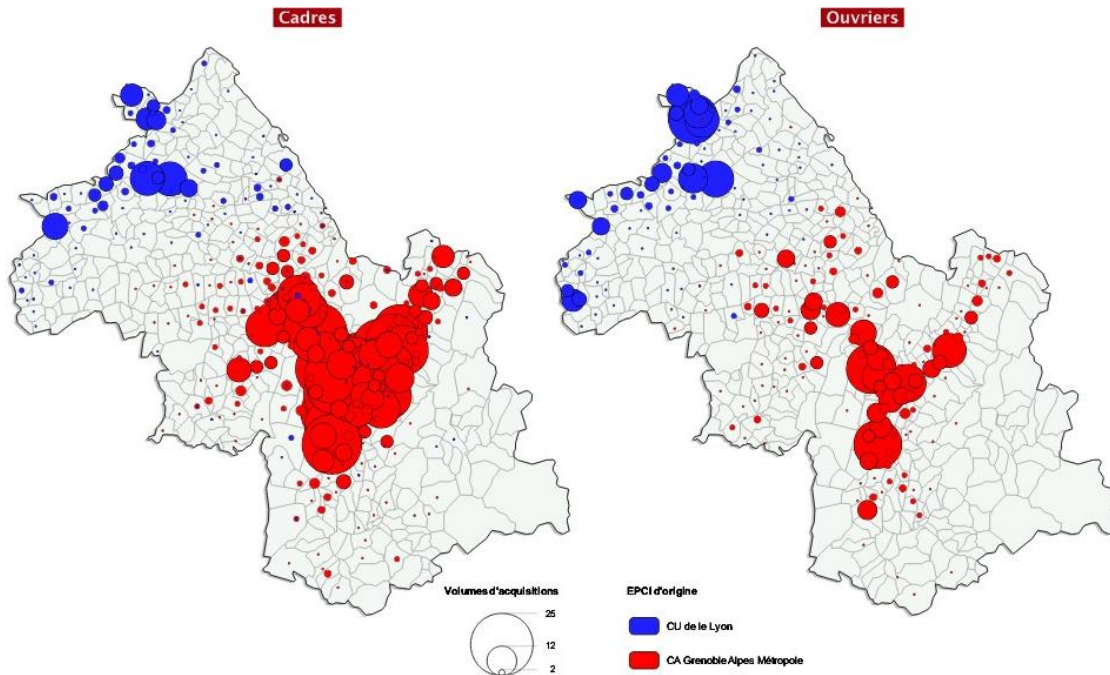 Cadres
Ouvriers
Volumes d'acquisitions
25
12
2
EPCI d'origine
CU de le Lyon
CA Grenoble Alpes Métropole